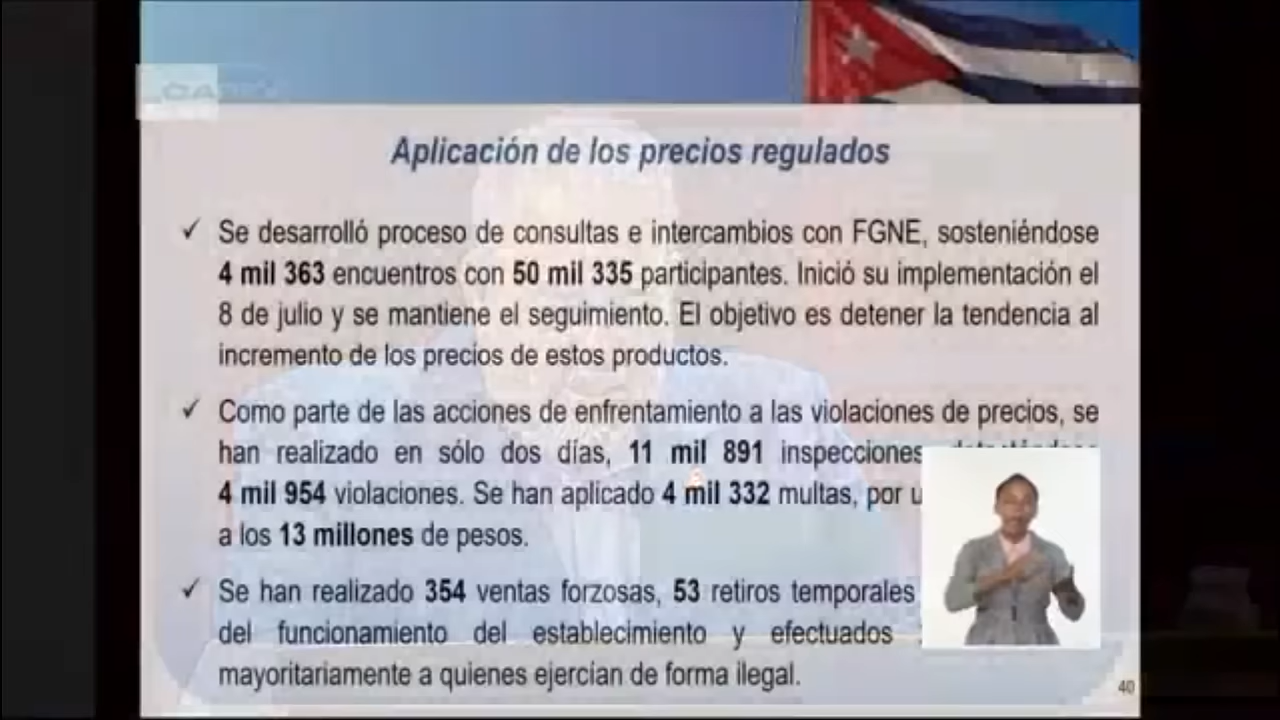 Aplicación de los precios regulados
✓ Se desarrolló proceso de consultas e intercambios con FGNE, sosteniéndose
4 mil 363 encuentros con 50 mil 335 participantes. Inició su implementación el
8 de julio y se mantiene el seguimiento. El objetivo es detener la tendencia al
incremento de los precios de estos productos.
✓ Como parte de las acciones de enfrentamiento a las violaciones de precios, se
han realizado en sólo dos días, 11 mil 891 inspecciones
4 mil 954 violaciones. Se han aplicado 4 mil 332 multas, por
a los 13 millones de pesos.
✓ Se han realizado 354 ventas forzosas, 53 retiros temporales
del funcionamiento del establecimiento y efectuados
mayoritariamente a quienes ejercían de forma ilegal.
40